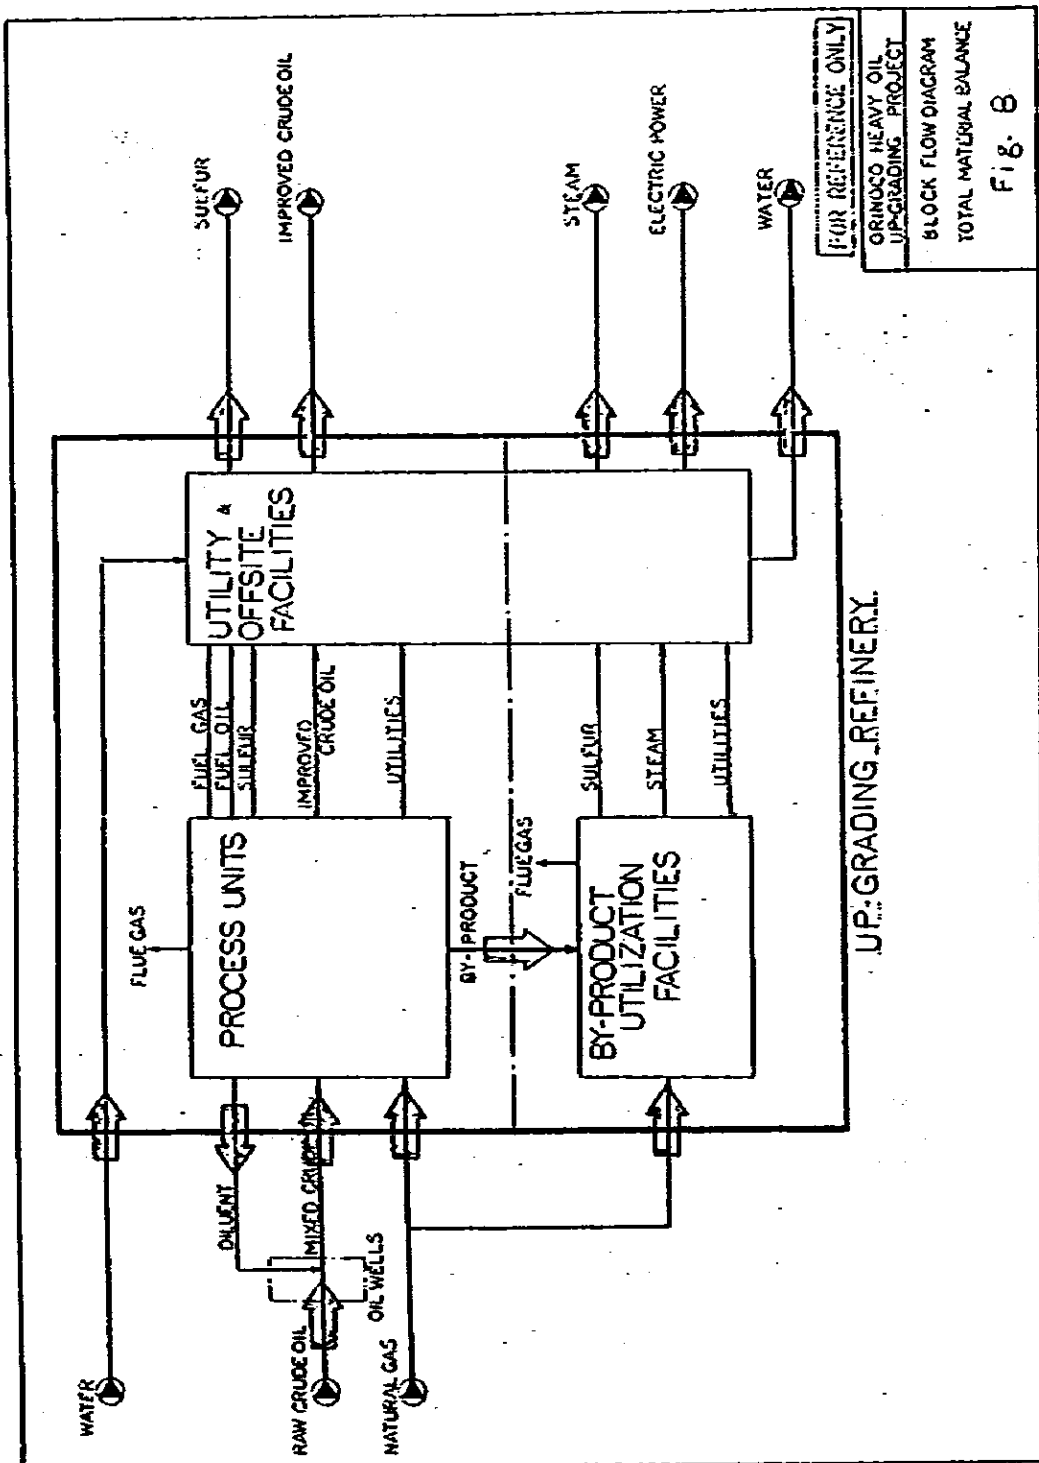 WATER
RAW CRUDE OIL
NATURAL GAS
OIL WELLS
DILUENT
MIXED CRUDE
FLUE GAS
PROCESS UNITS
BY-PRODUCT
FLUE GAS
BY-PRODUCT
UTILIZATION
FACILITIES
FUEL GAS
FUEL OIL
SULFUR
IMPROVED
CRUDE OIL
UTILITIES
SULFUR
STEAM
UTILITIES
UTILITY &
OFFSITE
FACILITIES
UP-GRADING REFINERY
SULFUR
IMPROVED CRUDE OIL
STEAM
ELECTRIC POWER
WATER
FOR REFERENCE ONLY
ORINOCO HEAVY OIL
UP-GRADING PROJECT
BLOCK FLOW DIAGRAM
TOTAL MATERIAL BALANCE
Fig. 8